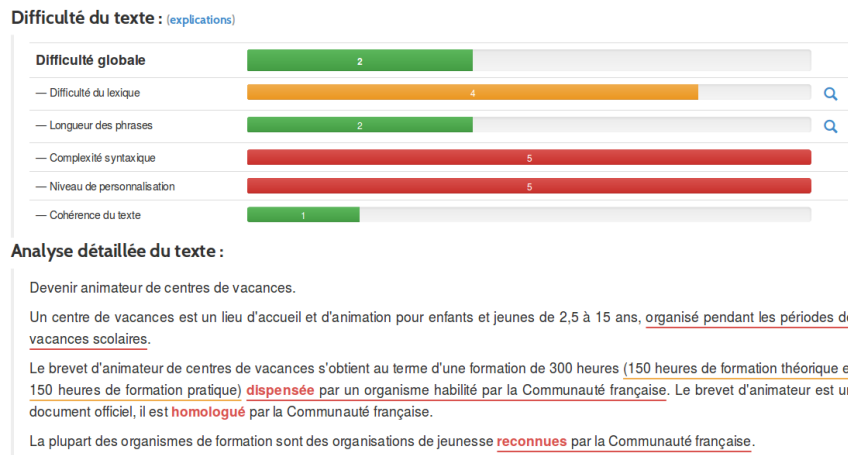 Difficulté du texte : (explications)
Difficulté globale 2
— Difficulté du lexique 4
— Longueur des phrases 2
— Complexité syntaxique 5
— Niveau de personnalisation 5
— Cohérence du texte 1
Analyse détaillée du texte :
Devenir animateur de centres de vacances.
Un centre de vacances est un lieu d'accueil et d'animation pour enfants et jeunes de 2,5 à 15 ans, organisé pendant les périodes de
vacances scolaires.
Le brevet d'animateur de centres de vacances s'obtient au terme d'une formation de 300 heures (150 heures de formation théorique e
150 heures de formation pratique) dispensée par un organisme habilité par la Communauté française. Le brevet d'animateur est un
document officiel, il est homologué par la Communauté française.
La plupart des organismes de formation sont des organisations de jeunesse reconnues par la Communauté française.